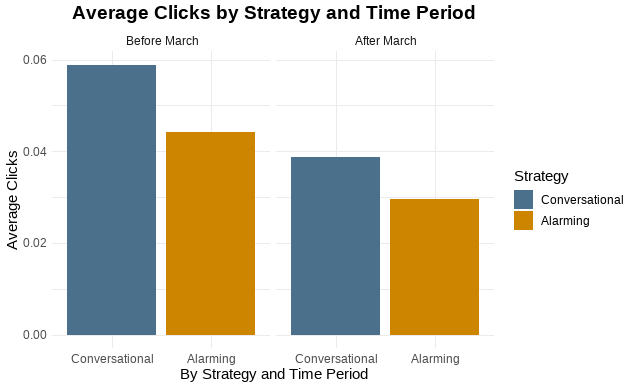 Average Clicks by Strategy and Time Period
Before March
After March
0.06
0.04
0.02
0.00
Average Clicks
Conversational
Alarming
Conversational
Alarming
By Strategy and Time Period
Strategy
Conversational
Alarming